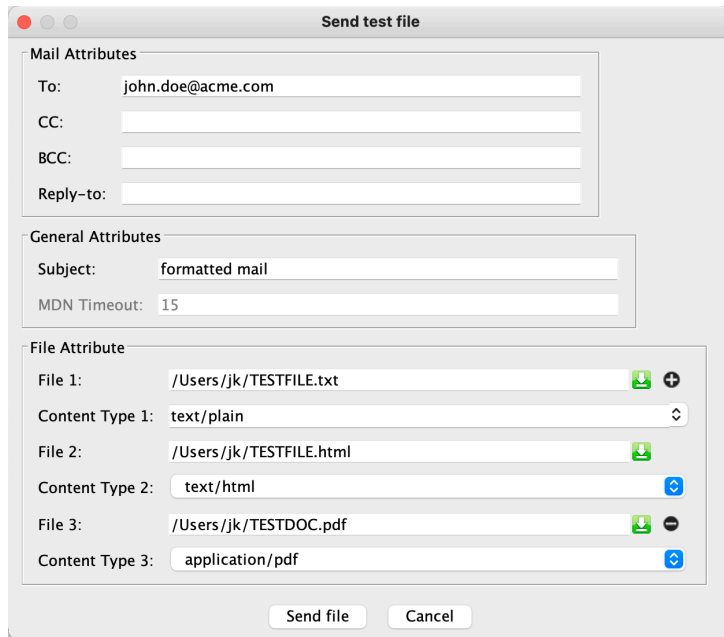 Send test file
Mail Attributes
To: john.doe@acme.com
CC:
BCC:
Reply-to:
General Attributes
Subject: formatted mail
MDN Timeout: 15
File Attribute
File 1: /Users/jk/TESTFILE.txt
Content Type 1: text/plain
File 2: /Users/jk/TESTFILE.html
Content Type 2: text/html
File 3: /Users/jk/TESTDOC.pdf
Content Type 3: application/pdf
Send file Cancel